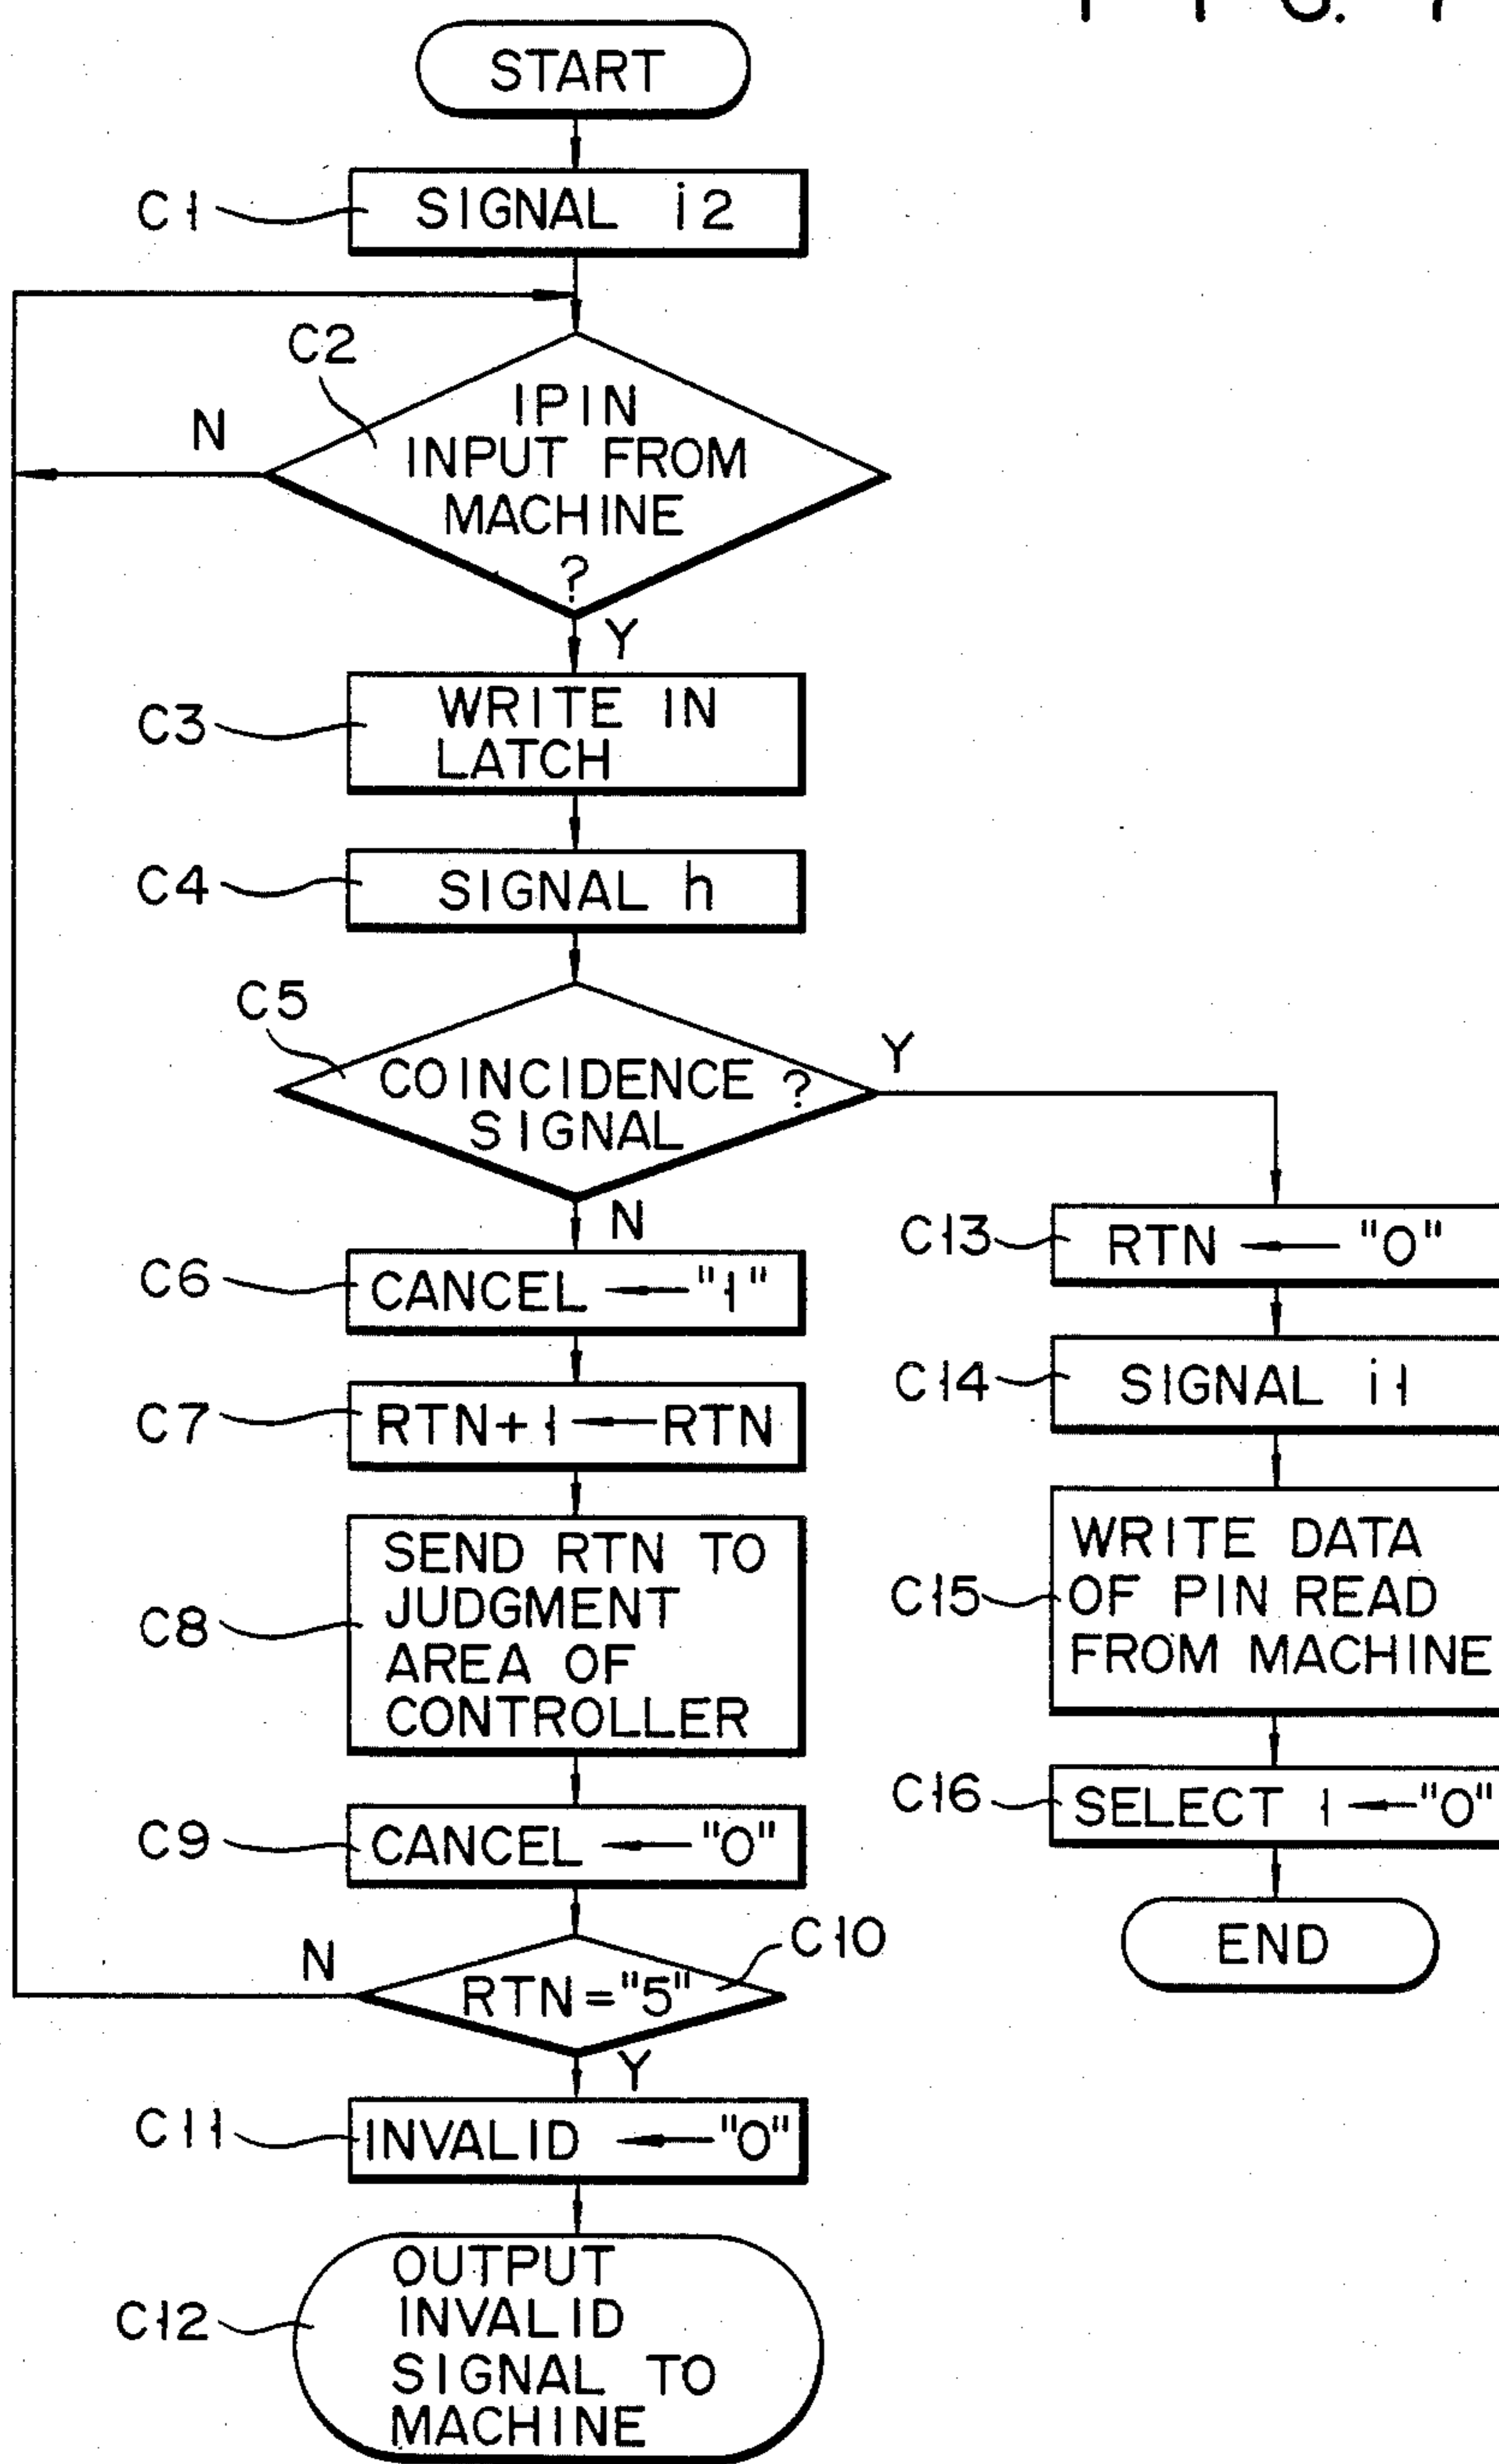 START
C1
SIGNAL i2
C2
IPIN
INPUT FROM
MACHINE
?
N
Y
C3
WRITE IN
LATCH
C4
SIGNAL h
C5
COINCIDENCE ?
SIGNAL
Y
N
C6
CANCEL ← "1"
C7
RTN+1 ← RTN
C8
SEND RTN TO
JUDGMENT
AREA OF
CONTROLLER
C9
CANCEL ← "0"
C10
RTN="5"
N
Y
C11
INVALID ← "0"
C12
OUTPUT
INVALID
SIGNAL TO
MACHINE
C13
RTN ← "0"
C14
SIGNAL i1
C15
WRITE DATA
OF PIN READ
FROM MACHINE
C16
SELECT 1 ← "0"
END